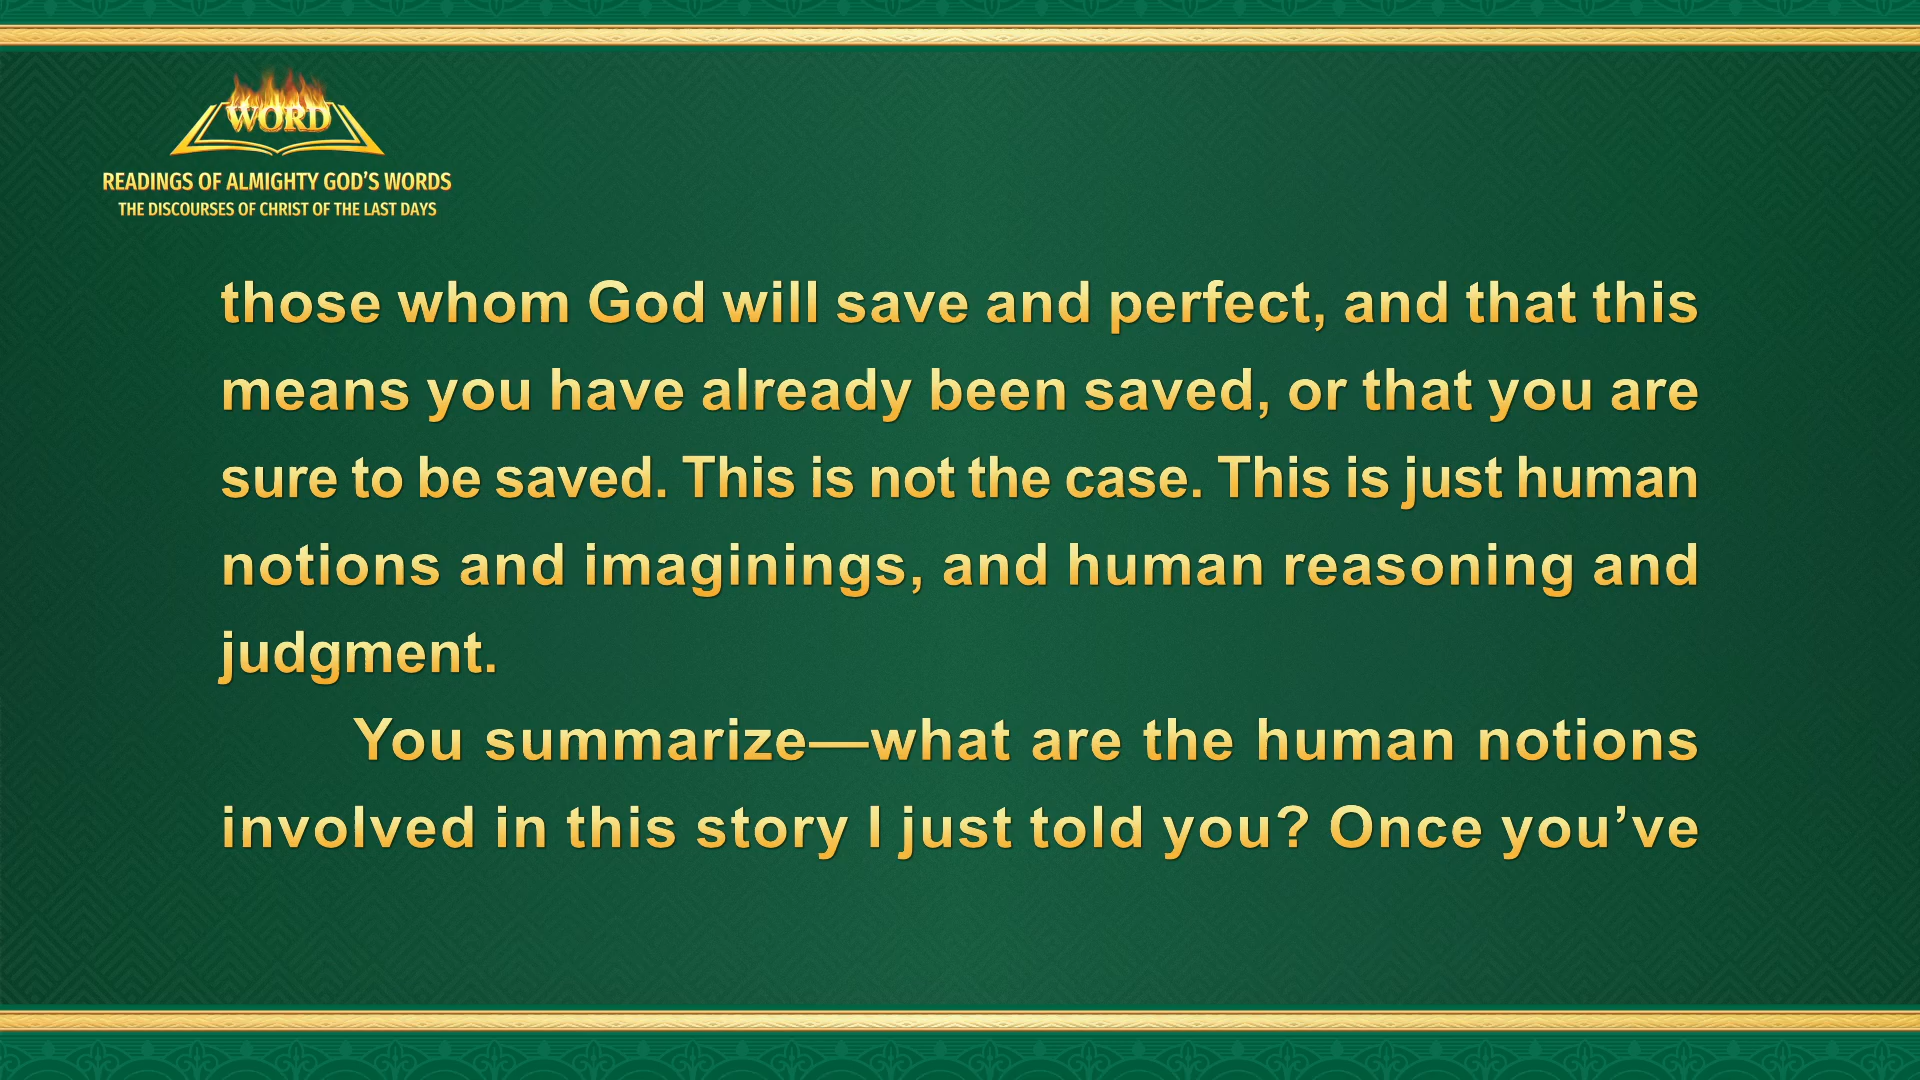 WORD
READINGS OF ALMIGHTY GOD'S WORDS
THE DISCOURSES OF CHRIST OF THE LAST DAYS
those whom God will save and perfect, and that this
means you have already been saved, or that you are
sure to be saved. This is not the case. This is just human
notions and imaginings, and human reasoning and
judgment.
You summarize—what are the human notions
involved in this story I just told you? Once you’ve